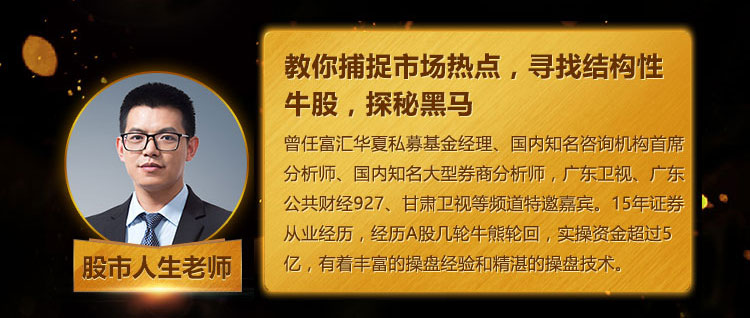 教你捕捉市场热点，寻找结构性
牛股，探秘黑马
曾任富汇华夏私募基金经理、国内知名咨询机构首席
分析师、国内知名大型券商分析师，广东卫视、广东
公共财经927、甘肃卫视等频道特邀嘉宾。15年证券
从业经历，经历A股几轮牛熊轮回，实操资金超过5
亿，有着丰富的操盘经验和精湛的操盘技术。
股市人生老师